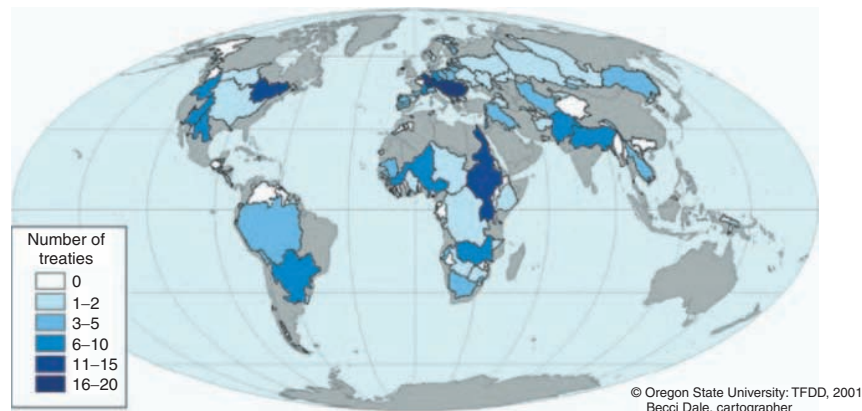 Number of
treaties
0
1–2
3–5
6–10
11–15
16–20
© Oregon State University: TFDD, 2001
Becci Dale, cartographer